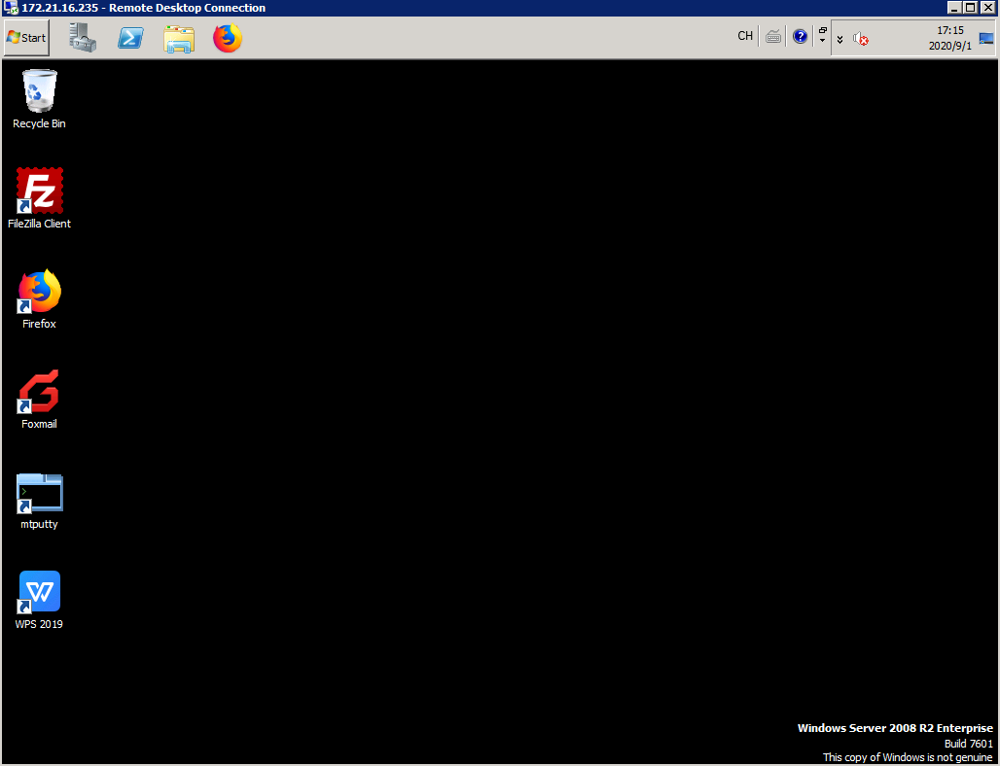 172.21.16.235 - Remote Desktop Connection
Start
CH
17:15
2020/9/1
Recycle Bin
FileZilla Client
Firefox
Foxmail
mtputty
WPS 2019
Windows Server 2008 R2 Enterprise
Build 7601
This copy of Windows is not genuine